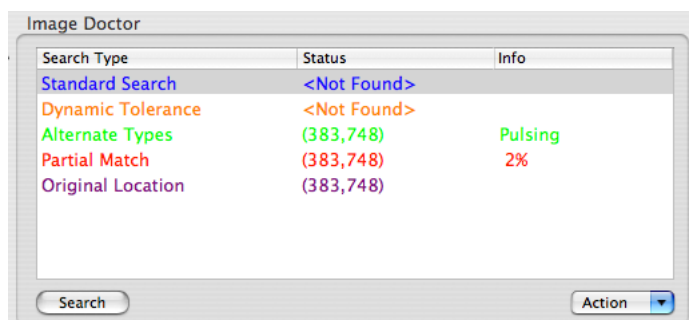 Image Doctor
Search Type Status Info
Standard Search <Not Found>
Dynamic Tolerance <Not Found>
Alternate Types (383,748) Pulsing
Partial Match (383,748) 2%
Original Location (383,748)
Search Action